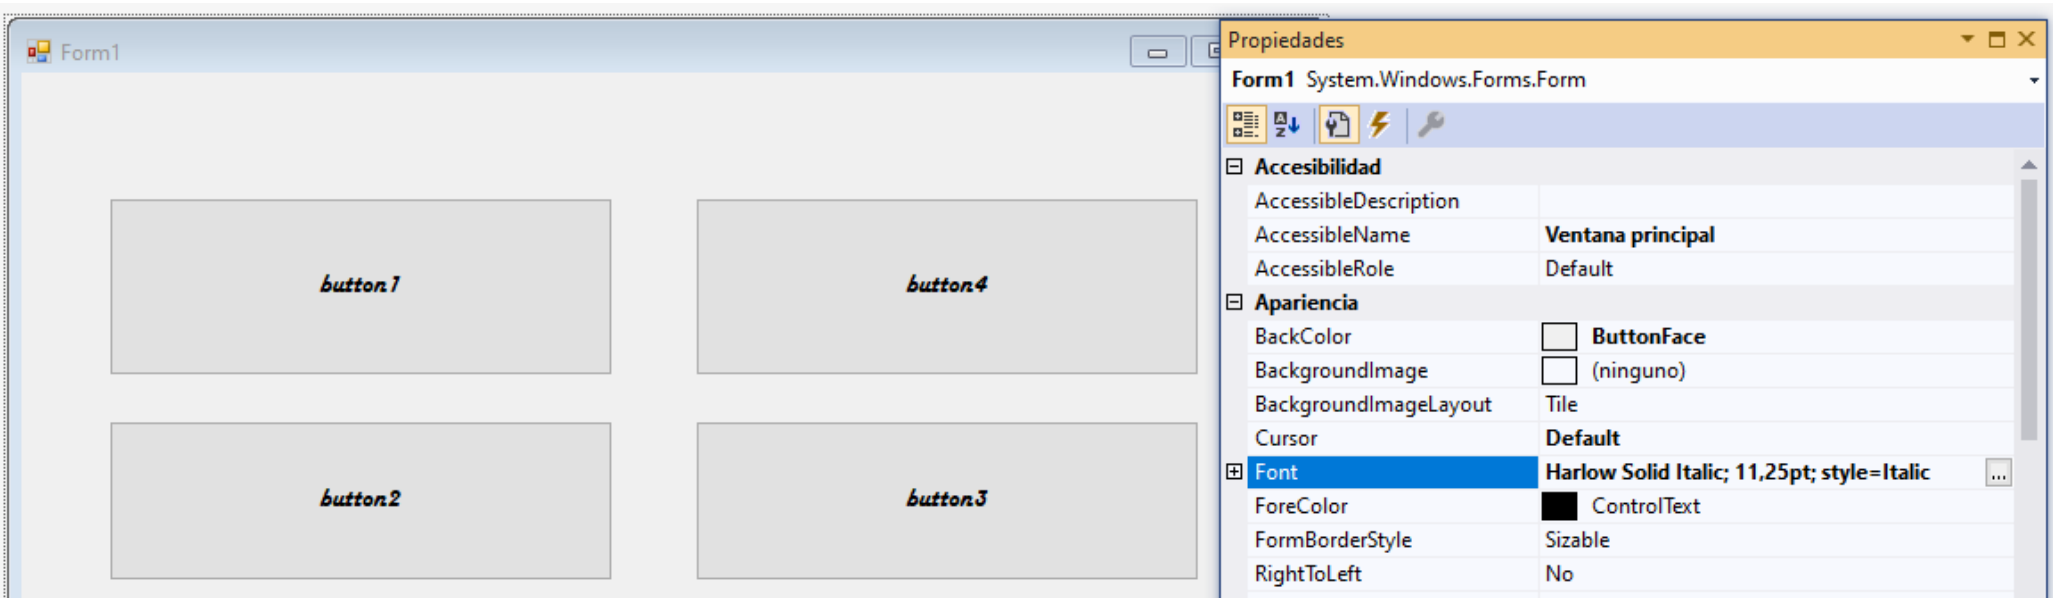 Form1
button1
button4
button2
button3
Propiedades
Form1 System.Windows.Forms.Form
Accesibilidad
AccessibleDescription
AccessibleName Ventana principal
AccessibleRole Default
Apariencia
BackColor ButtonFace
BackgroundImage (ninguno)
BackgroundImageLayout Tile
Cursor Default
Font Harlow Solid Italic; 11,25pt; style=Italic ...
ForeColor ControlText
FormBorderStyle Sizable
RightToLeft No